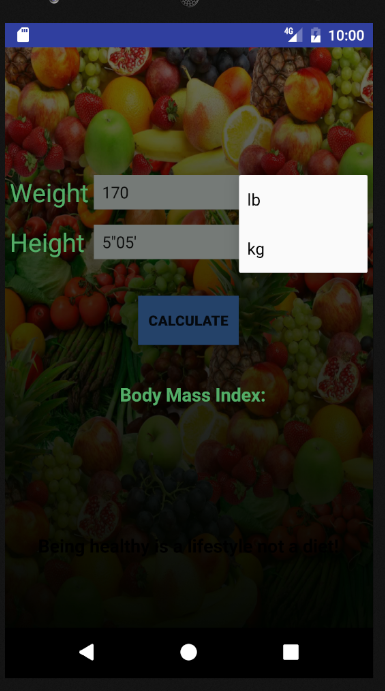 4G 10:00
Weight 170
lb
Height 5"05'
kg
CALCULATE
Body Mass Index:
Being healthy is a lifestyle not a diet!